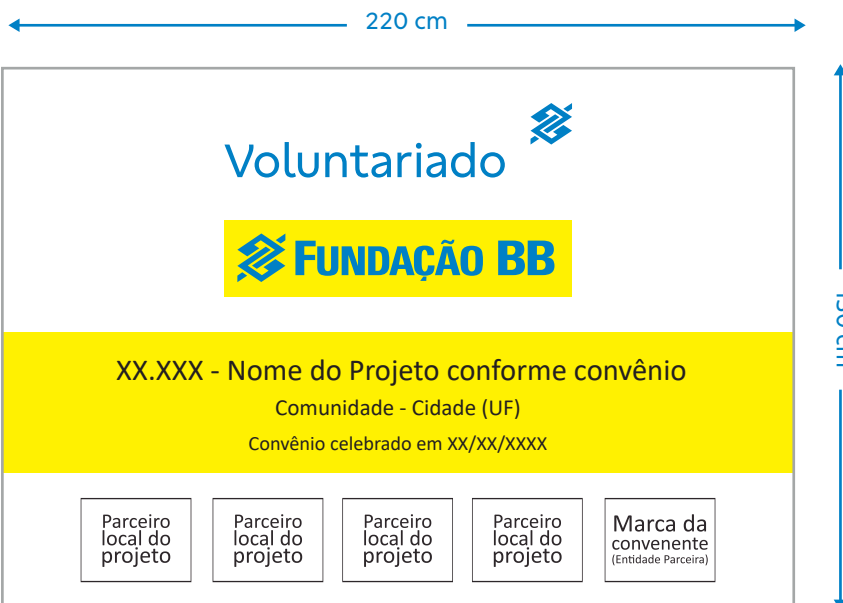 220 cm
Voluntariado
FUNDAÇÃO BB
XX.XXX - Nome do Projeto conforme convênio
Comunidade - Cidade (UF)
Convênio celebrado em XX/XX/XXXX
Parceiro
local do
projeto
Parceiro
local do
projeto
Parceiro
local do
projeto
Parceiro
local do
projeto
Marca da
convenente
(Entidade Parceira)